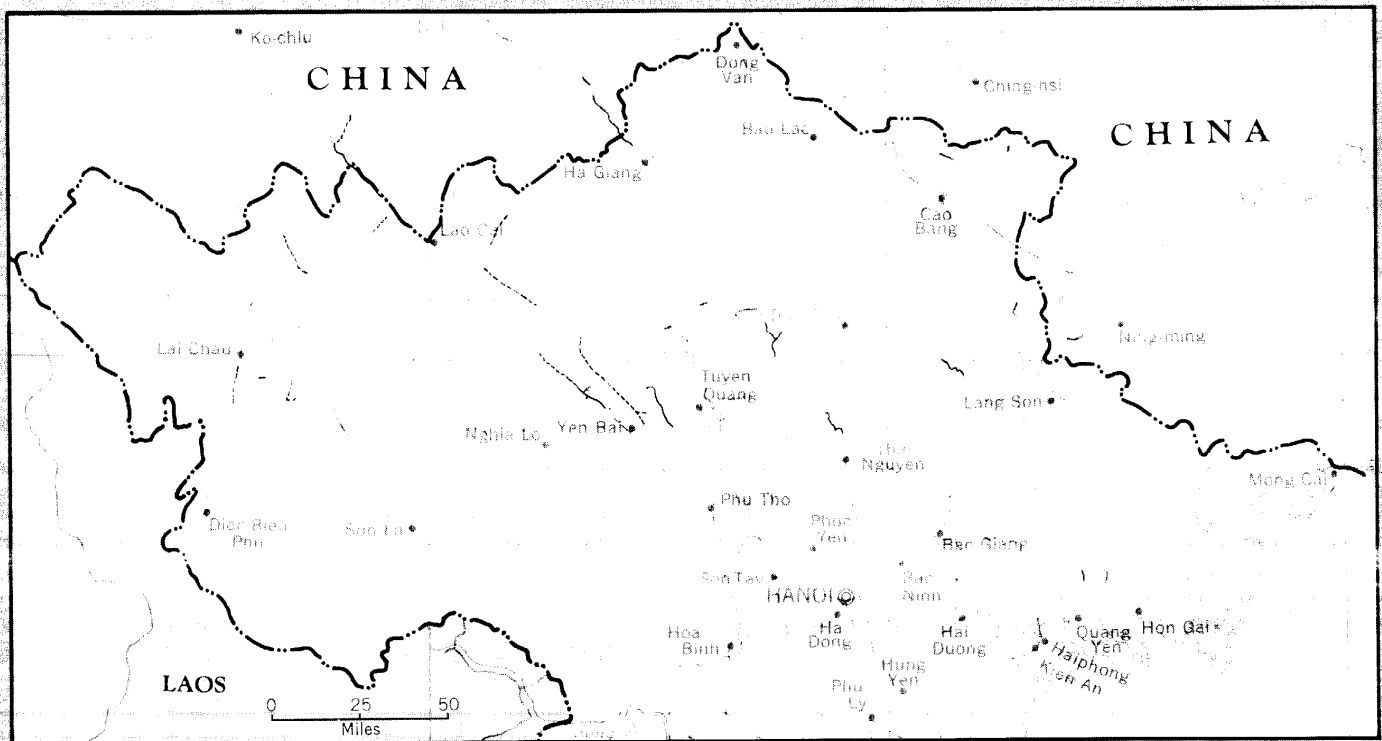 Ko-chiu
CHINA
Dong
Van
Ching-hsi
Bao Lac
CHINA
Ha Giang
Cao
Bang
Lao Cai
Lai Chau
Ning-ming
Tuyen
Quang
Lang Son
Nghia Lo
Yen Bai
Nguyen
Mong Cai
Phu Tho
Dien Bien
Phu
Son La
Phuc
Yen
Bac Giang
Son Tay
HANOI
Bac
Ninh
Hoa
Binh
Ha
Dong
Hai
Duong
Quang
Yen
Hon Gai
Haiphong
Kien An
Hung
Yen
Phu
Ly
LAOS
0 25 50
Miles